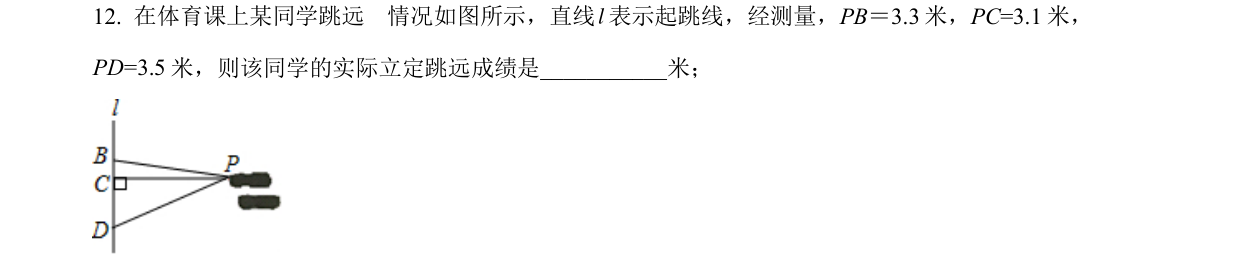 12. 在体育课上某同学跳远 情况如图所示，直线l表示起跳线，经测量，PB＝3.3米，PC=3.1米，
PD=3.5米，则该同学的实际立定跳远成绩是___________米；
l
B
P
C
D